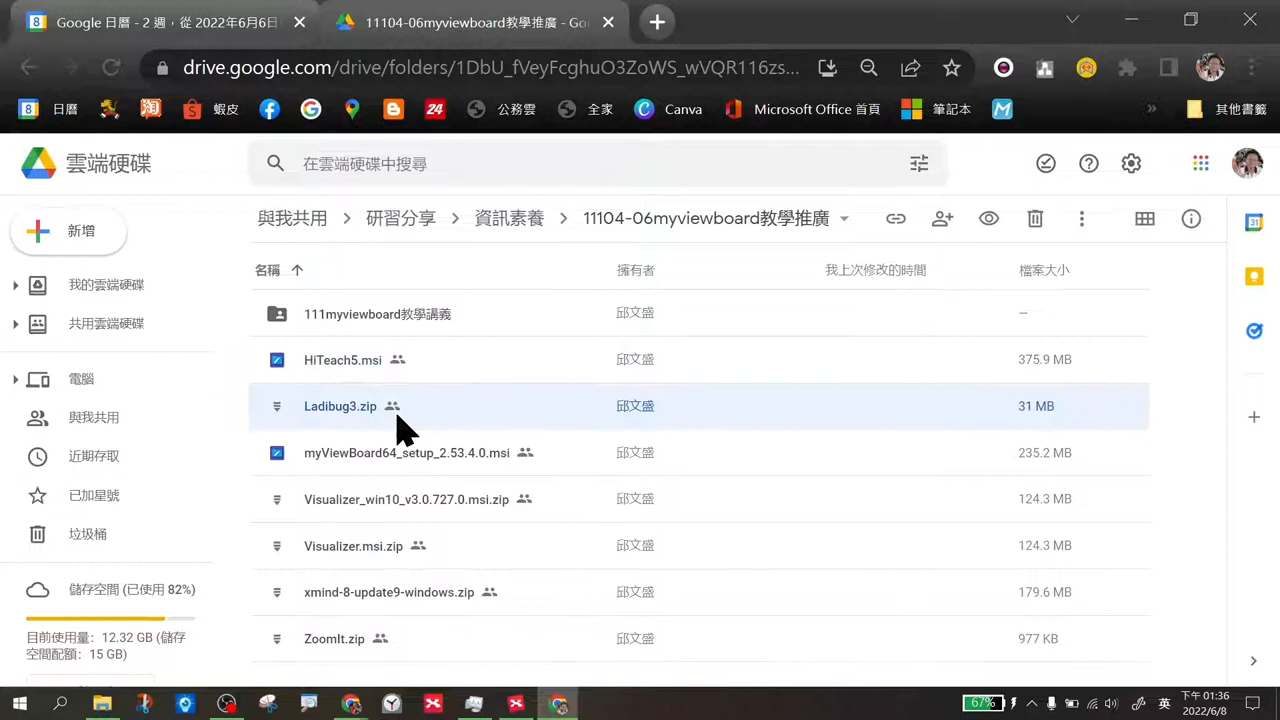 Google 日曆 - 2 週，從 2022年6月6日
11104-06myviewboard教學推廣 - Goo
drive.google.com/drive/folders/1DbU_fVeyFcghuO3ZoWS_wVQR116zs...
日曆
淘
蝦皮
24
公務雲
全家
Canva
Microsoft Office 首頁
筆記本
其他書籤
雲端硬碟
在雲端硬碟中搜尋
新增
與我共用 > 研習分享 > 資訊素養 > 11104-06myviewboard教學推廣
名稱 擁有者 我上次修改的時間 檔案大小
我的雲端硬碟
共用雲端硬碟
電腦
與我共用
近期存取
已加星號
垃圾桶
儲存空間 (已使用 82%)
目前使用量：12.32 GB (儲存
空間配額：15 GB)
111myviewboard教學講義 邱文盛 –
HiTeach5.msi 邱文盛 375.9 MB
Ladibug3.zip 邱文盛 31 MB
myViewBoard64_setup_2.53.4.0.msi 邱文盛 235.2 MB
Visualizer_win10_v3.0.727.0.msi.zip 邱文盛 124.3 MB
Visualizer.msi.zip 邱文盛 124.3 MB
xmind-8-update9-windows.zip 邱文盛 179.6 MB
ZoomIt.zip 邱文盛 977 KB
67%
英
下午 01:36
2022/6/8